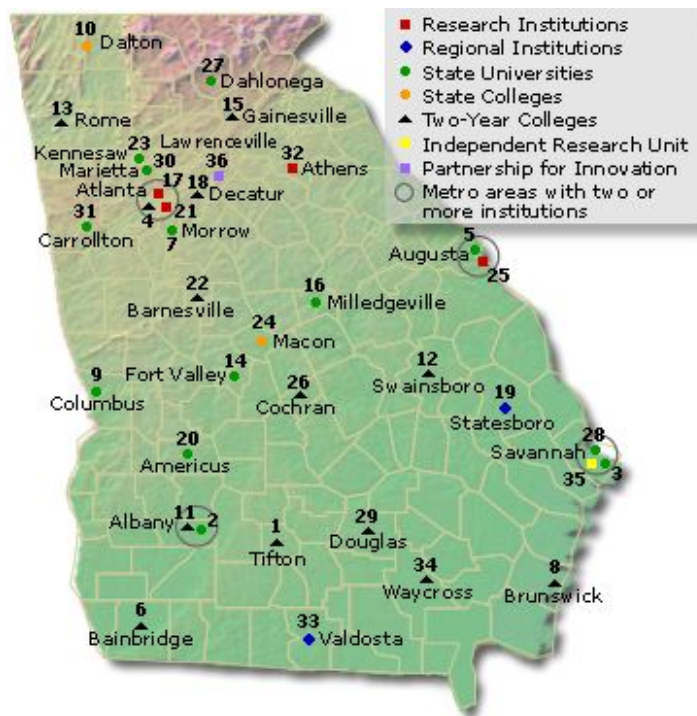 10
Dalton
27
Dahlonega
13
Rome
15
Gainesville
23
Lawrenceville
Kennesaw
30
36
32
Marietta
Athens
Atlanta
17
18
Decatur
4
21
31
7
Morrow
Carrollton
5
Augusta
25
22
16
Barnesville
Milledgeville
24
Macon
14
12
9
Fort Valley
26
Swainsboro
19
Columbus
Cochran
Statesboro
20
28
Americus
Savannah
35
3
11
Albany
2
1
29
Tifton
Douglas
34
8
Waycross
Brunswick
6
33
Bainbridge
Valdosta
Research Institutions
Regional Institutions
State Universities
State Colleges
Two-Year Colleges
Independent Research Unit
Partnership for Innovation
Metro areas with two or
more institutions